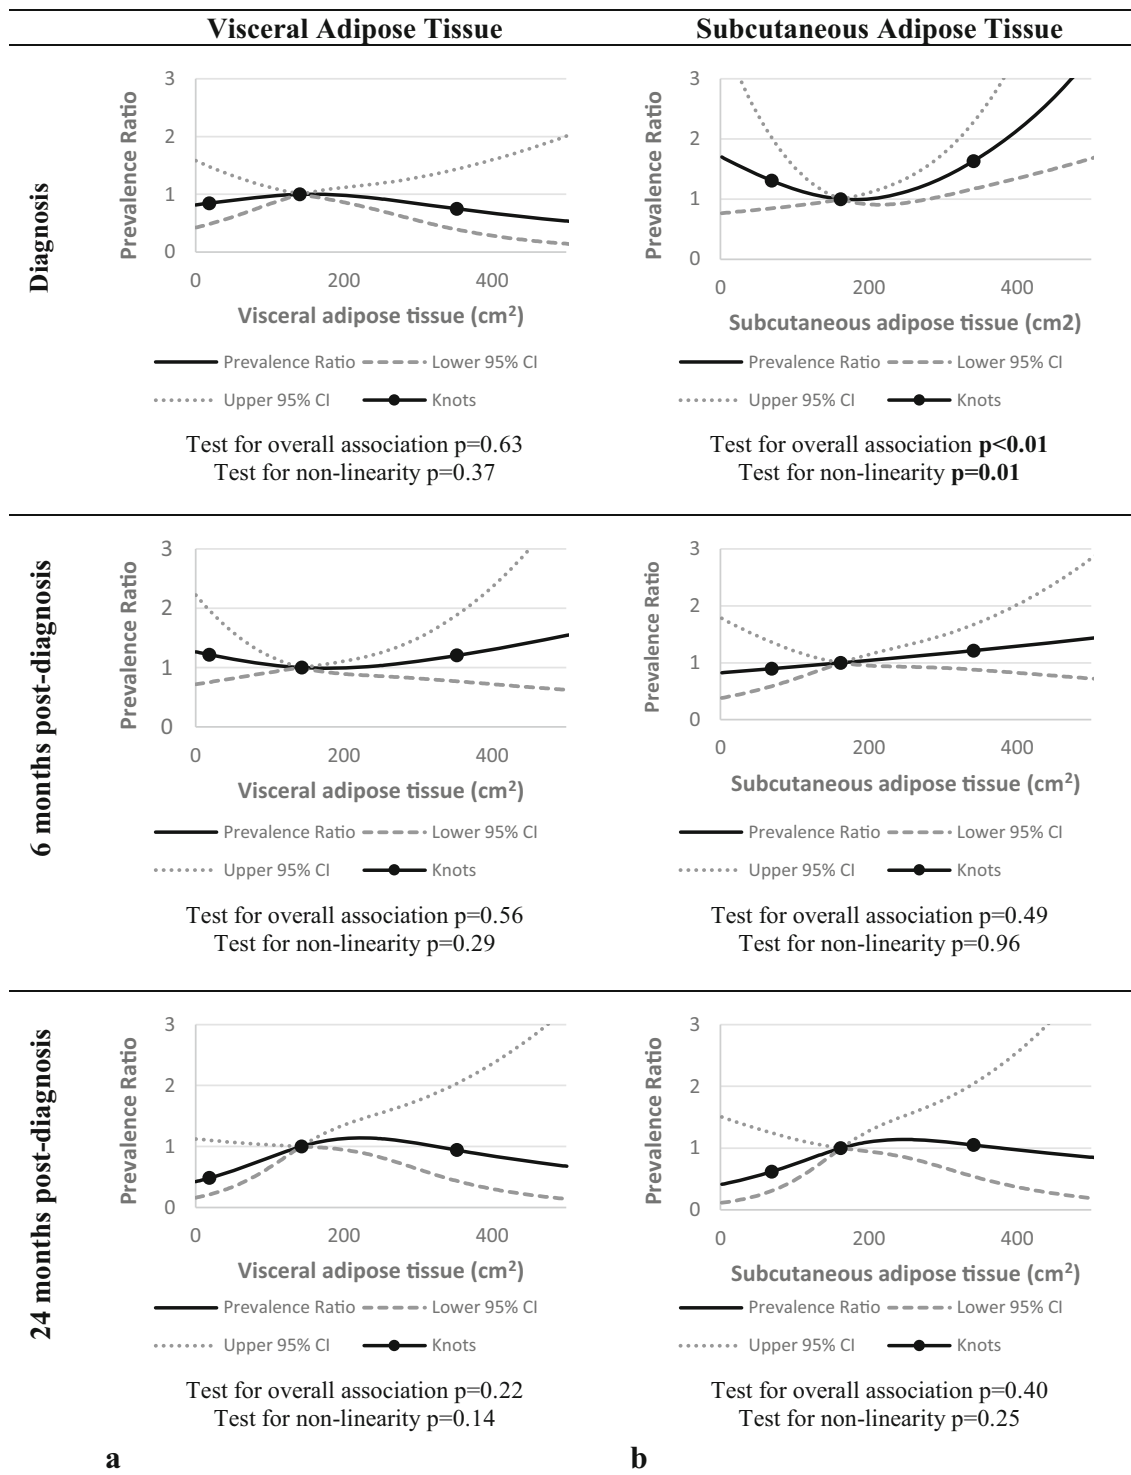 Visceral Adipose Tissue
Subcutaneous Adipose Tissue
Diagnosis
Prevalence Ratio
3
2
1
0
0 200 400
Visceral adipose tissue (cm²)
Prevalence Ratio Lower 95% CI
Upper 95% CI Knots
Test for overall association p=0.63
Test for non-linearity p=0.37
Prevalence Ratio
3
2
1
0
0 200 400
Subcutaneous adipose tissue (cm2)
Prevalence Ratio Lower 95% CI
Upper 95% CI Knots
Test for overall association p<0.01
Test for non-linearity p=0.01
6 months post-diagnosis
Prevalence Ratio
3
2
1
0
0 200 400
Visceral adipose tissue (cm²)
Prevalence Ratio Lower 95% CI
Upper 95% CI Knots
Test for overall association p=0.56
Test for non-linearity p=0.29
Prevalence Ratio
3
2
1
0
0 200 400
Subcutaneous adipose tissue (cm²)
Prevalence Ratio Lower 95% CI
Upper 95% CI Knots
Test for overall association p=0.49
Test for non-linearity p=0.96
24 months post-diagnosis
Prevalence Ratio
3
2
1
0
0 200 400
Visceral adipose tissue (cm²)
Prevalence Ratio Lower 95% CI
Upper 95% CI Knots
Test for overall association p=0.22
Test for non-linearity p=0.14
Prevalence Ratio
3
2
1
0
0 200 400
Subcutaneous adipose tissue (cm²)
Prevalence Ratio Lower 95% CI
Upper 95% CI Knots
Test for overall association p=0.40
Test for non-linearity p=0.25
a
b